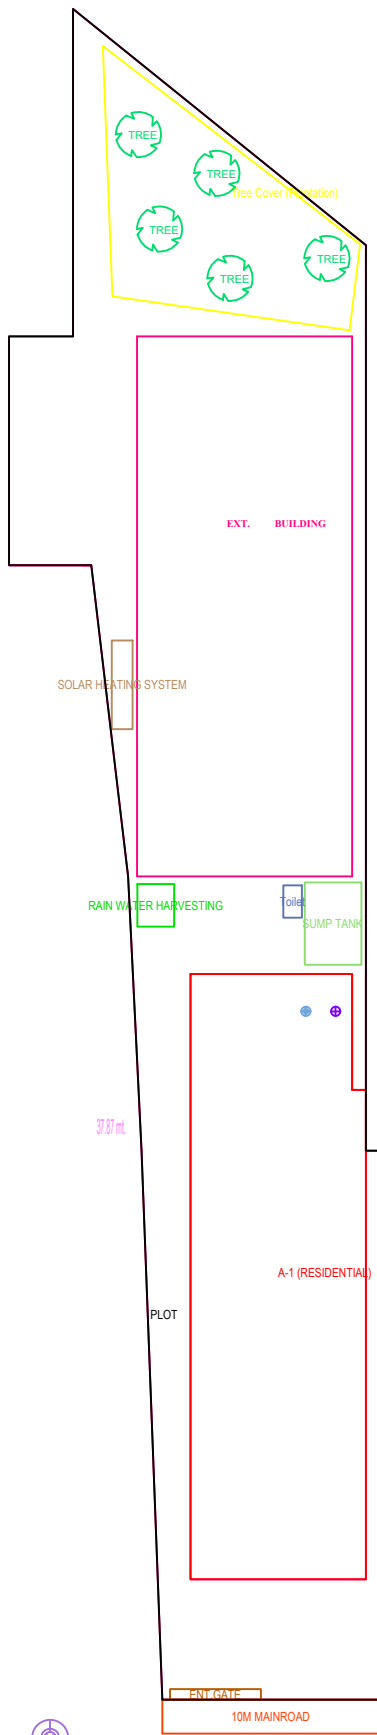 TREE
TREE
Tree Cover (Plantation)
TREE
TREE
TREE
EXT. BUILDING
SOLAR HEATING SYSTEM
Toilet
RAIN WATER HARVESTING
SUMP TANK
37.87 mt.
A-1 (RESIDENTIAL)
PLOT
ENT.GATE
10M MAINROAD